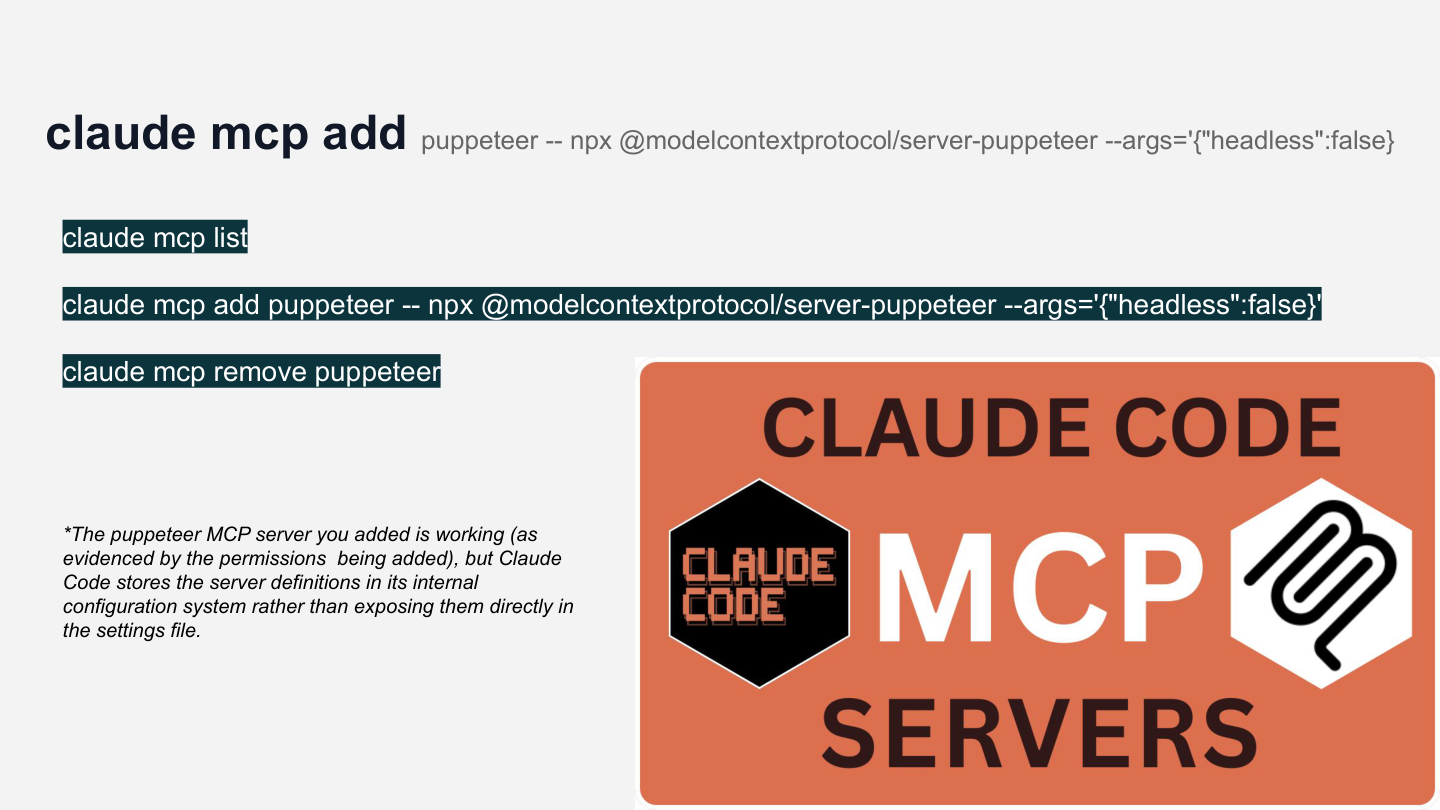 claude mcp add puppeteer -- npx @modelcontextprotocol/server-puppeteer --args='{"headless":false}
claude mcp list
claude mcp add puppeteer -- npx @modelcontextprotocol/server-puppeteer --args='{"headless":false}'
claude mcp remove puppeteer
*The puppeteer MCP server you added is working (as
evidenced by the permissions  being added), but Claude
Code stores the server definitions in its internal
configuration system rather than exposing them directly in
the settings file.
CLAUDE CODE
CLAUDE
CODE
MCP
SERVERS